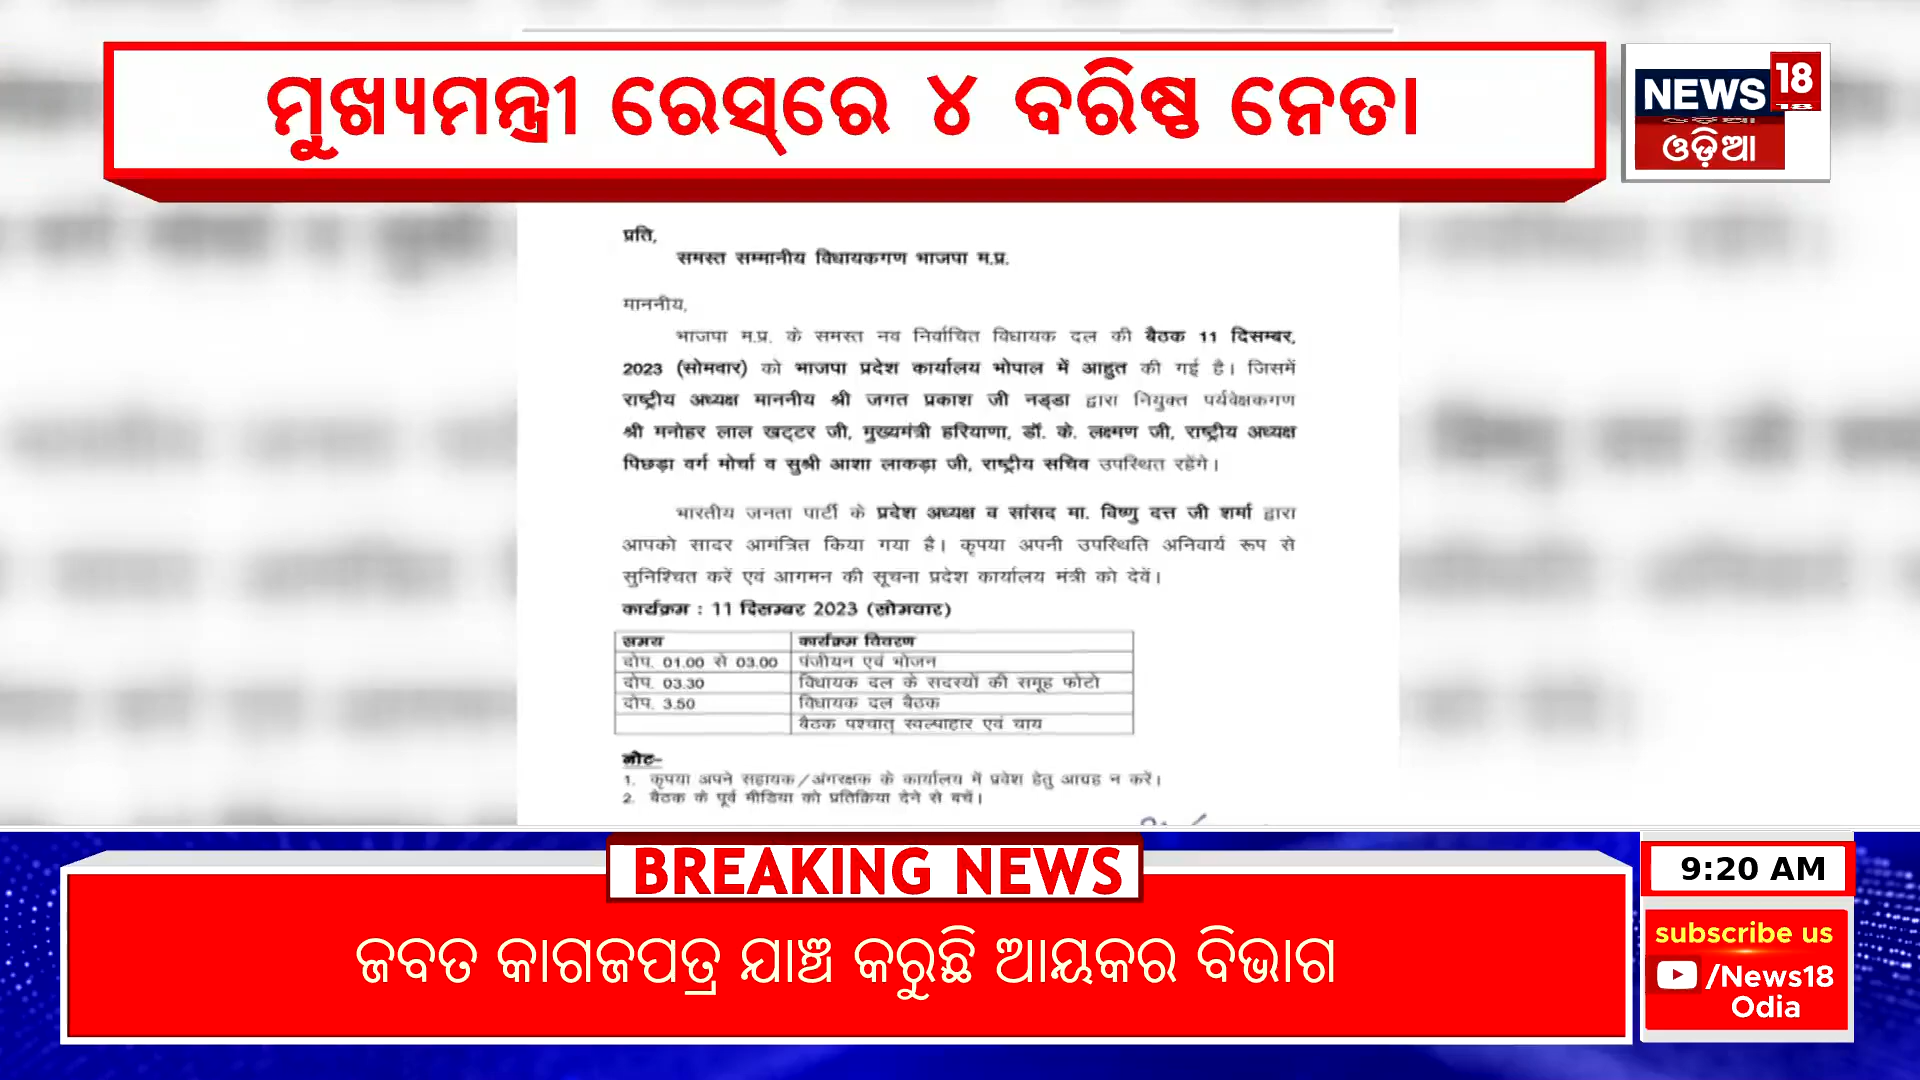 ମୁଖ୍ୟମନ୍ତ୍ରୀ ରେସ୍‌ରେ ୪ ବରିଷ୍ଠ ନେତା
NEWS 18
ଓଡ଼ିଆ
प्रति,
समस्त सम्मानीय विधायकगण भाजपा म.प्र.
माननीय,
भाजपा म.प्र. के समस्त नव निर्वाचित विधायक दल की बैठक 11 दिसम्बर,
2023 (सोमवार) को भाजपा प्रदेश कार्यालय भोपाल में आहुत की गई है। जिसमें
राष्ट्रीय अध्यक्ष माननीय श्री जगत प्रकाश जी नड्डा द्वारा नियुक्त पर्यवेक्षकगण
श्री मनोहर लाल खट्टर जी, मुख्यमंत्री हरियाणा, डॉ. के. लक्ष्मण जी, राष्ट्रीय अध्यक्ष
पिछड़ा वर्ग मोर्चा व सुश्री आशा लाकड़ा जी, राष्ट्रीय सचिव उपस्थित रहेंगे।
भारतीय जनता पार्टी के प्रदेश अध्यक्ष व सांसद मा. विष्णु दत्त जी शर्मा द्वारा
आपको सादर आमंत्रित किया गया है। कृपया अपनी उपस्थिति अनिवार्य रूप से
सुनिश्चित करें एवं आगमन की सूचना प्रदेश कार्यालय मंत्री को देवें।
कार्यक्रम : 11 दिसम्बर 2023 (सोमवार)
समय कार्यक्रम विवरण
दोप. 01.00 से 03.00 पंजीयन एवं भोजन
दोप. 03.30 विधायक दल के सदस्यों की समूह फोटो
दोप. 3.50 विधायक दल बैठक
बैठक पश्चात् स्वल्पाहार एवं चाय
नोट-
1. कृपया अपने सहायक/अंगरक्षक के कार्यालय में प्रवेश हेतु आग्रह न करें।
2. बैठक के पूर्व मीडिया को प्रतिक्रिया देने से बचें।
BREAKING NEWS
ଜବତ କାଗଜପତ୍ର ଯାଞ୍ଚ କରୁଛି ଆୟକର ବିଭାଗ
9:20 AM
subscribe us
/News18
Odia